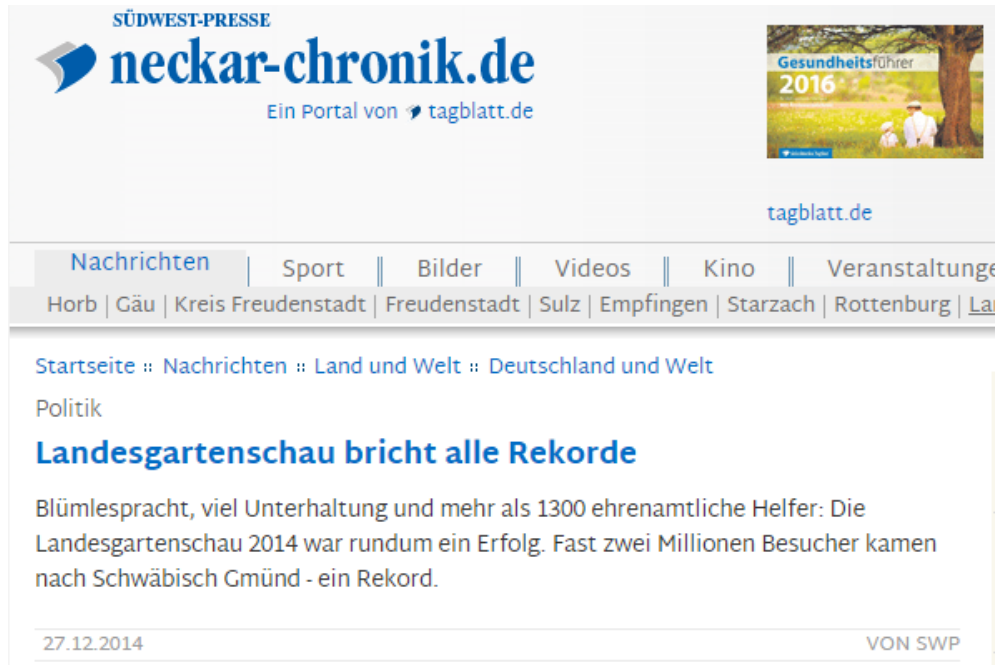 SÜDWEST-PRESSE
neckar-chronik.de
Ein Portal von tagblatt.de
Gesundheitsführer
2016
tagblatt.de
Nachrichten | Sport || Bilder || Videos || Kino || Veranstaltunge
Horb | Gäu | Kreis Freudenstadt | Freudenstadt | Sulz | Empfingen | Starzach | Rottenburg | Lan
Startseite :: Nachrichten :: Land und Welt :: Deutschland und Welt
Politik
Landesgartenschau bricht alle Rekorde
Blümlespracht, viel Unterhaltung und mehr als 1300 ehrenamtliche Helfer: Die
Landesgartenschau 2014 war rundum ein Erfolg. Fast zwei Millionen Besucher kamen
nach Schwäbisch Gmünd - ein Rekord.
27.12.2014 VON SWP